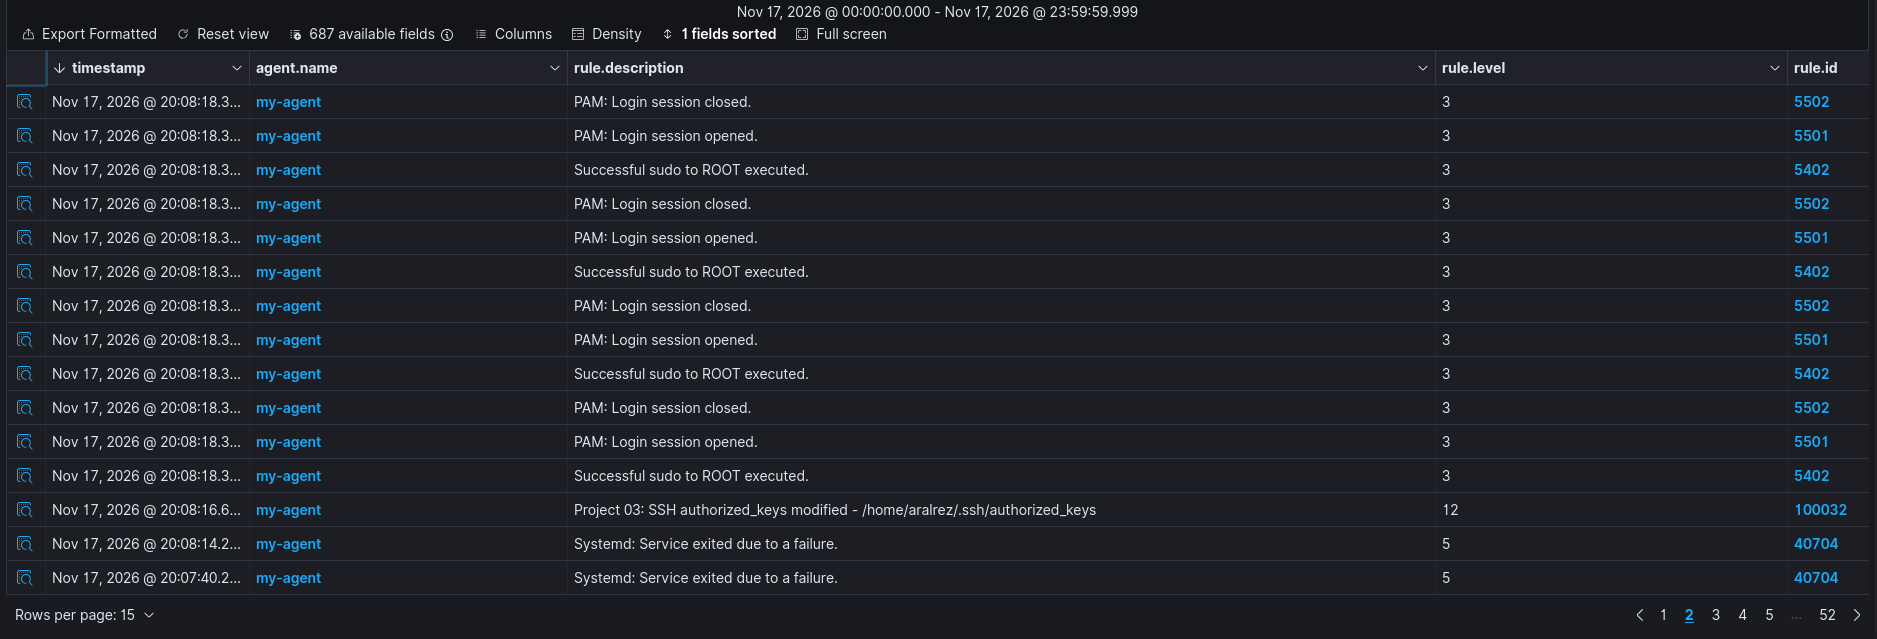 Nov 17, 2026 @ 00:00:00.000 - Nov 17, 2026 @ 23:59:59.999
Export Formatted Reset view 687 available fields Columns Density 1 fields sorted Full screen
timestamp agent.name rule.description rule.level rule.id
Nov 17, 2026 @ 20:08:18.3... my-agent PAM: Login session closed. 3 5502
Nov 17, 2026 @ 20:08:18.3... my-agent PAM: Login session opened. 3 5501
Nov 17, 2026 @ 20:08:18.3... my-agent Successful sudo to ROOT executed. 3 5402
Nov 17, 2026 @ 20:08:18.3... my-agent PAM: Login session closed. 3 5502
Nov 17, 2026 @ 20:08:18.3... my-agent PAM: Login session opened. 3 5501
Nov 17, 2026 @ 20:08:18.3... my-agent Successful sudo to ROOT executed. 3 5402
Nov 17, 2026 @ 20:08:18.3... my-agent PAM: Login session closed. 3 5502
Nov 17, 2026 @ 20:08:18.3... my-agent PAM: Login session opened. 3 5501
Nov 17, 2026 @ 20:08:18.3... my-agent Successful sudo to ROOT executed. 3 5402
Nov 17, 2026 @ 20:08:18.3... my-agent PAM: Login session closed. 3 5502
Nov 17, 2026 @ 20:08:18.3... my-agent PAM: Login session opened. 3 5501
Nov 17, 2026 @ 20:08:18.3... my-agent Successful sudo to ROOT executed. 3 5402
Nov 17, 2026 @ 20:08:16.6... my-agent Project 03: SSH authorized_keys modified - /home/aralrez/.ssh/authorized_keys 12 100032
Nov 17, 2026 @ 20:08:14.2... my-agent Systemd: Service exited due to a failure. 5 40704
Nov 17, 2026 @ 20:07:40.2... my-agent Systemd: Service exited due to a failure. 5 40704
Rows per page: 15 1 2 3 4 5 ... 52